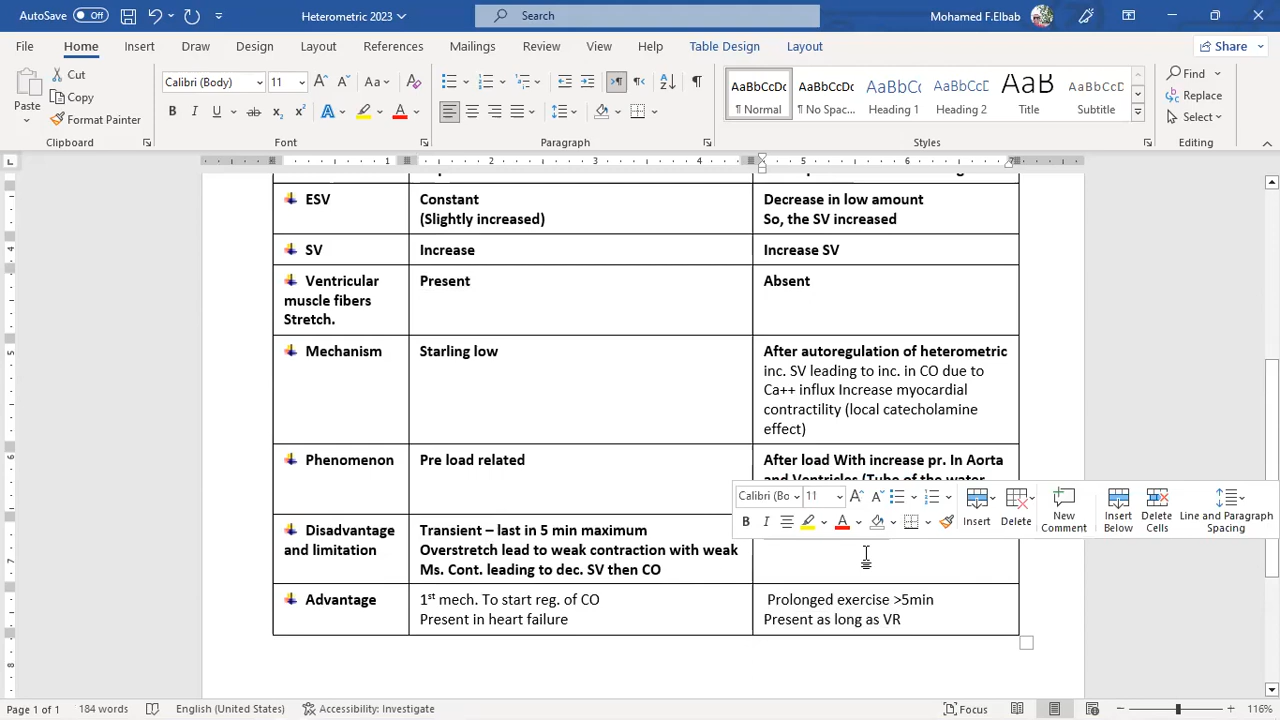 AutoSave Off
Heterometric 2023
Search
Mohamed F.Elbab
File Home Insert Draw Design Layout References Mailings Review View Help Table Design Layout
Share
Paste
Cut
Copy
Format Painter
Calibri (Body) 11
Aa
AaBbCcDc AaBbCcDc AaBbCc AaBbCcD AaB AaBbCcD
¶ Normal ¶ No Spac... Heading 1 Heading 2 Title Subtitle
Find
Replace
Select
Clipboard Font Paragraph Styles Editing
ESV
Constant
(Slightly increased)
Decrease in low amount
So, the SV increased
SV
Increase
Increase SV
Ventricular
muscle fibers
Stretch.
Present
Absent
Mechanism
Starling low
After autoregulation of heterometric
inc. SV leading to inc. in CO due to
Ca++ influx Increase myocardial
contractility (local catecholamine
effect)
Phenomenon
Pre load related
After load With increase pr. In Aorta
and Ventricles (Tube of the water
Calibri (Bo 11
Insert Delete New Comment Insert Below Delete Cells Line and Paragraph Spacing
Disadvantage
and limitation
Transient – last in 5 min maximum
Overstretch lead to weak contraction with weak
Ms. Cont. leading to dec. SV then CO
Advantage
1st mech. To start reg. of CO
Present in heart failure
Prolonged exercise >5min
Present as long as VR
Page 1 of 1 184 words English (United States) Accessibility: Investigate Focus 116%